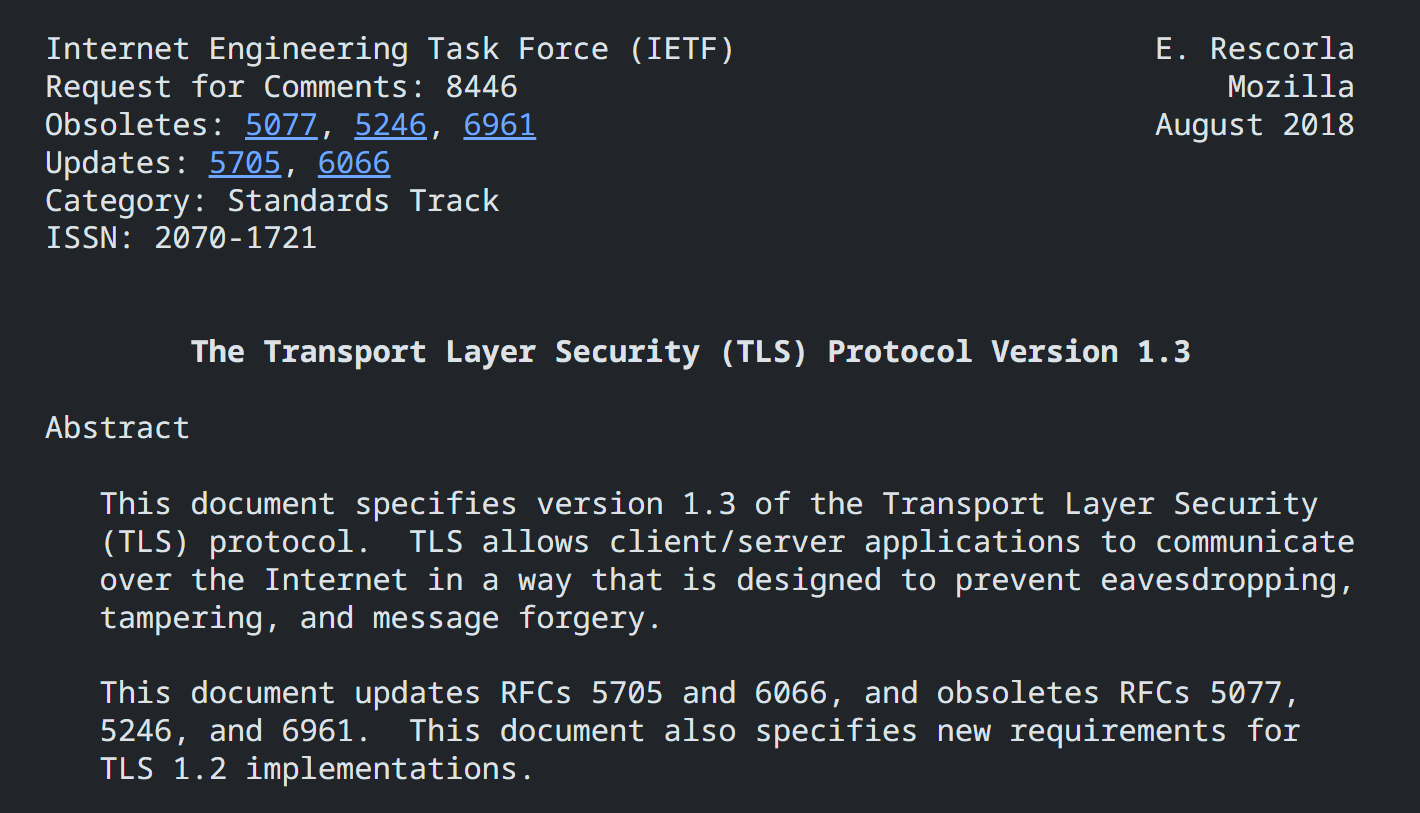 Internet Engineering Task Force (IETF) E. Rescorla
Request for Comments: 8446 Mozilla
Obsoletes: 5077, 5246, 6961 August 2018
Updates: 5705, 6066
Category: Standards Track
ISSN: 2070-1721
The Transport Layer Security (TLS) Protocol Version 1.3
Abstract
This document specifies version 1.3 of the Transport Layer Security
(TLS) protocol.  TLS allows client/server applications to communicate
over the Internet in a way that is designed to prevent eavesdropping,
tampering, and message forgery.
This document updates RFCs 5705 and 6066, and obsoletes RFCs 5077,
5246, and 6961.  This document also specifies new requirements for
TLS 1.2 implementations.